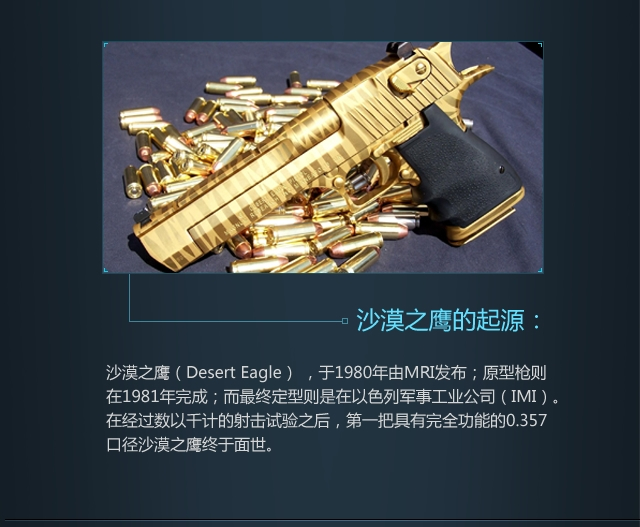 沙漠之鹰的起源：
沙漠之鹰（Desert Eagle），于1980年由MRI发布；原型枪则
在1981年完成；而最终定型则是在以色列军事工业公司（IMI）。
在经过数以千计的射击试验之后，第一把具有完全功能的0.357
口径沙漠之鹰终于面世。